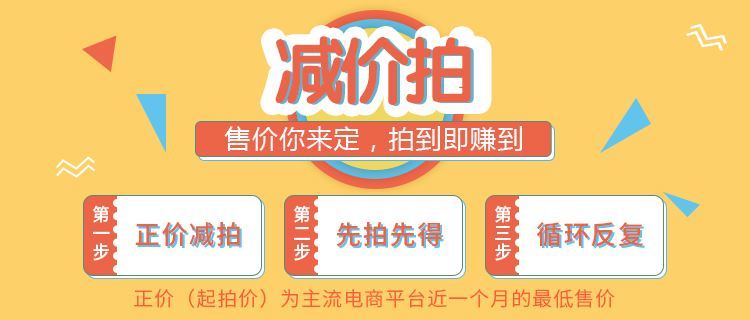 减价拍
售价你来定，拍到即赚到
第一步
正价减拍
第二步
先拍先得
第三步
循环反复
正价（起拍价）为主流电商平台近一个月的最低售价